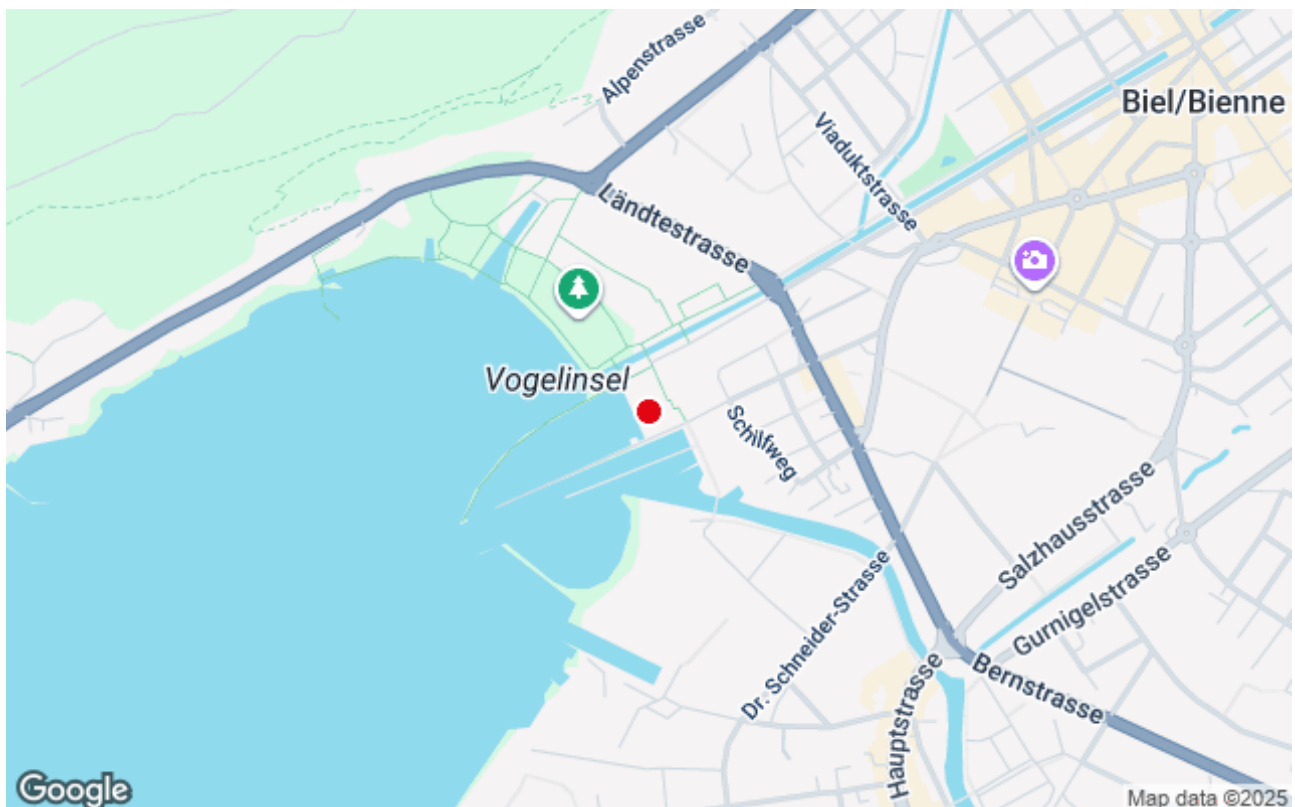 Alpenstrasse
Biel/Bienne
Viaduktstrasse
Ländtestrasse
Vogelinsel
Schilfweg
Salzhausstrasse
Gurnigelstrasse
Dr. Schneider-Strasse
Bernstrasse
Hauptstrasse
Google
Map data ©2025